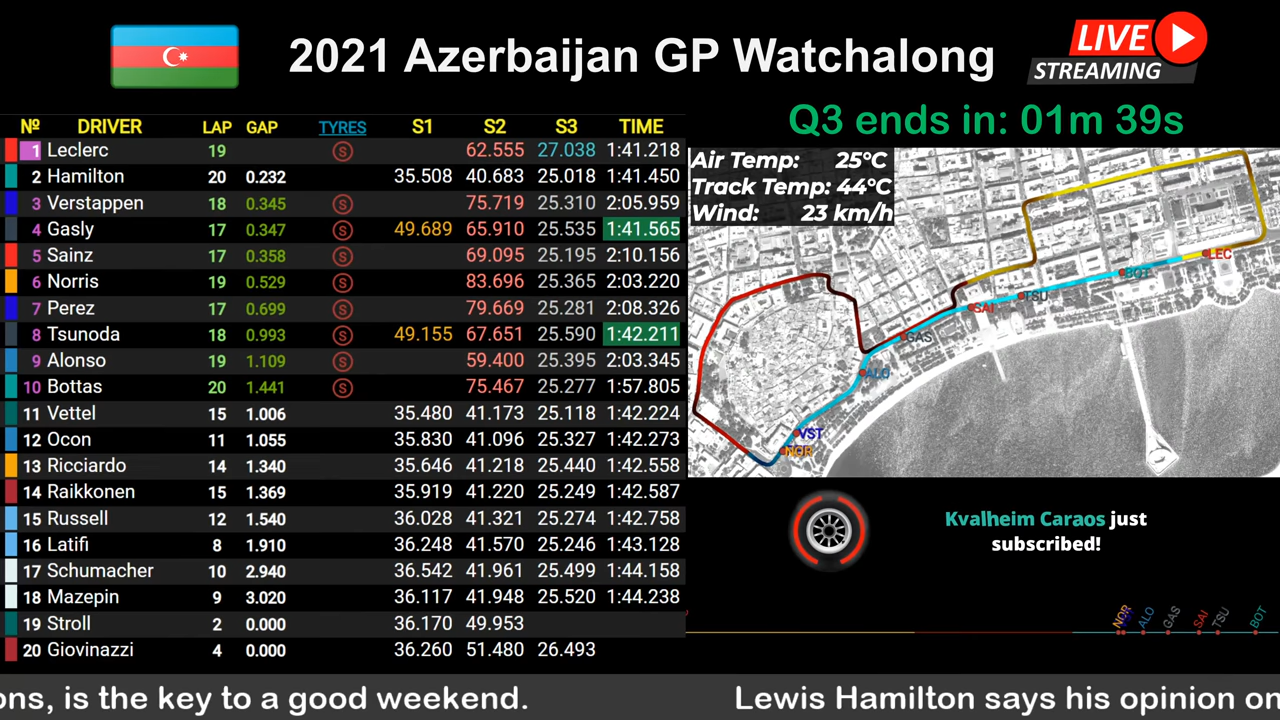 2021 Azerbaijan GP Watchalong
LIVE
STREAMING
Q3 ends in: 01m 39s
Nº DRIVER LAP GAP TYRES S1 S2 S3 TIME
1 Leclerc 19 S 62.555 27.038 1:41.218
2 Hamilton 20 0.232 35.508 40.683 25.018 1:41.450
3 Verstappen 18 0.345 S 75.719 25.310 2:05.959
4 Gasly 17 0.347 S 49.689 65.910 25.535 1:41.565
5 Sainz 17 0.358 S 69.095 25.195 2:10.156
6 Norris 19 0.529 S 83.696 25.365 2:03.220
7 Perez 17 0.699 S 79.669 25.281 2:08.326
8 Tsunoda 18 0.993 S 49.155 67.651 25.590 1:42.211
9 Alonso 19 1.109 S 59.400 25.395 2:03.345
10 Bottas 20 1.441 S 75.467 25.277 1:57.805
11 Vettel 15 1.006 35.480 41.173 25.118 1:42.224
12 Ocon 11 1.055 35.830 41.096 25.327 1:42.273
13 Ricciardo 14 1.340 35.646 41.218 25.440 1:42.558
14 Raikkonen 15 1.369 35.919 41.220 25.249 1:42.587
15 Russell 12 1.540 36.028 41.321 25.274 1:42.758
16 Latifi 8 1.910 36.248 41.570 25.246 1:43.128
17 Schumacher 10 2.940 36.542 41.961 25.499 1:44.158
18 Mazepin 9 3.020 36.117 41.948 25.520 1:44.238
19 Stroll 2 0.000 36.170 49.953
20 Giovinazzi 4 0.000 36.260 51.480 26.493
Air Temp: 25°C
Track Temp: 44°C
Wind: 23 km/h
LEC
BOT
TSU
SAI
GAS
ALO
VST
NOR
Kvalheim Caraos just
subscribed!
NOR ALO GAS SAI TSU BOT
ons, is the key to a good weekend. Lewis Hamilton says his opinion on